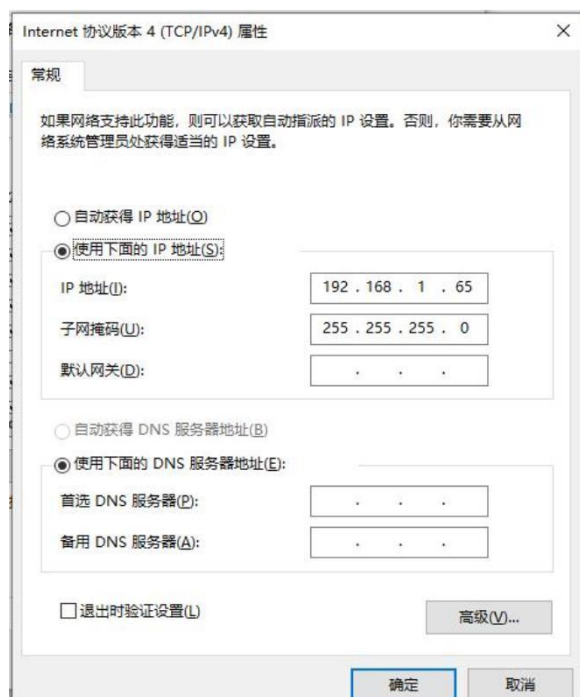 Internet 协议版本 4 (TCP/IPv4) 属性
常规
如果网络支持此功能，则可以获取自动指派的 IP 设置。否则，你需要从网
络系统管理员处获得适当的 IP 设置。
自动获得 IP 地址(O)
使用下面的 IP 地址(S):
IP 地址(I): 192 . 168 . 1 . 65
子网掩码(U): 255 . 255 . 255 . 0
默认网关(D): . . .
自动获得 DNS 服务器地址(B)
使用下面的 DNS 服务器地址(E):
首选 DNS 服务器(P): . . .
备用 DNS 服务器(A): . . .
退出时验证设置(L)
高级(V)...
确定 取消